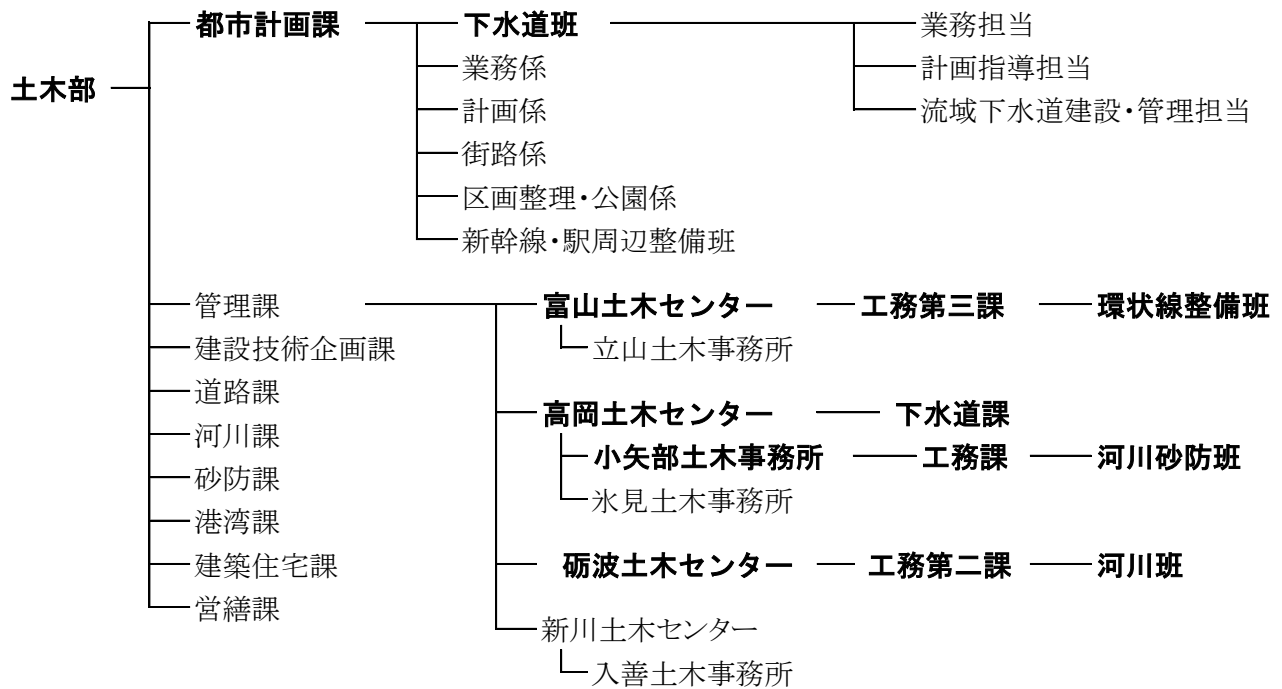 都市計画課 下水道班 業務担当
業務係 計画指導担当
土木部
計画係 流域下水道建設・管理担当
街路係
区画整理・公園係
新幹線・駅周辺整備班
管理課 富山土木センター 工務第三課 環状線整備班
建設技術企画課 立山土木事務所
道路課 高岡土木センター 下水道課
河川課
小矢部土木事務所 工務課 河川砂防班
砂防課
氷見土木事務所
港湾課
建築住宅課 砺波土木センター 工務第二課 河川班
営繕課
新川土木センター
入善土木事務所